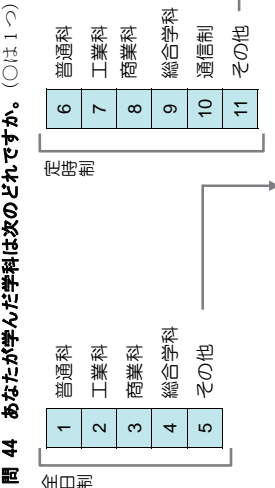 問 44 あなたが学んだ学科は次のどれですか。(○は1つ)
全日制
1 普通科
2 工業科
3 商業科
4 総合学科
5 その他
定時制
6 普通科
7 工業科
8 商業科
9 総合学科
10 通信制
11 その他